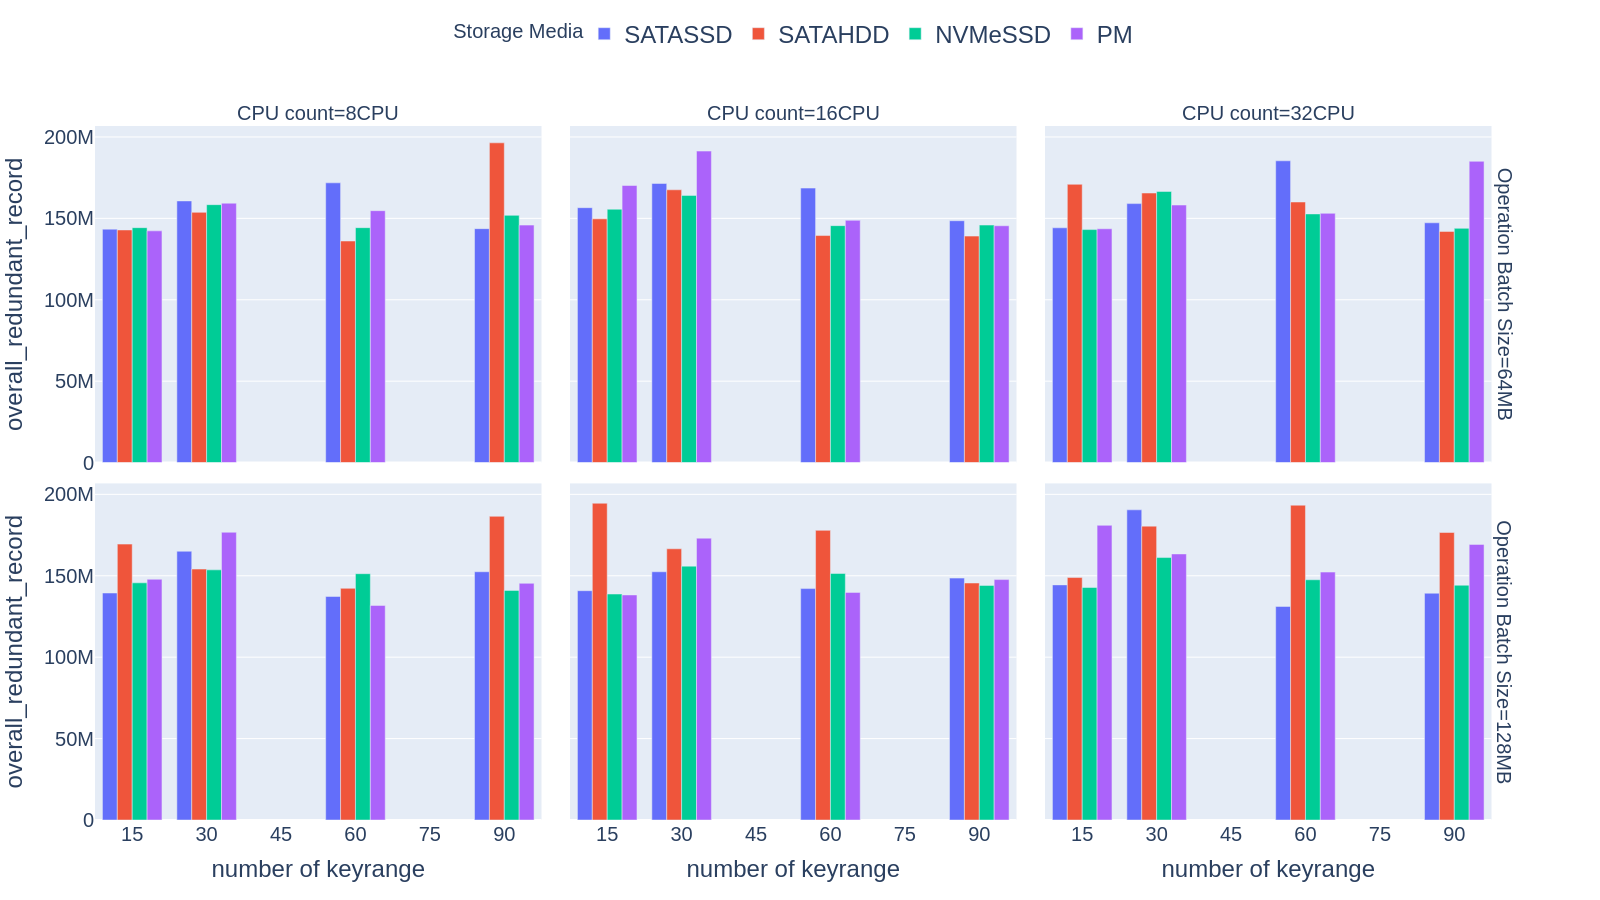 Storage Media SATASSD SATAHDD NVMeSSD PM
CPU count=8CPU
CPU count=16CPU
CPU count=32CPU
overall_redundant_record
200M
150M
100M
50M
0
Operation Batch Size=64MB
overall_redundant_record
200M
150M
100M
50M
0
Operation Batch Size=128MB
15 30 45 60 75 90
15 30 45 60 75 90
15 30 45 60 75 90
number of keyrange
number of keyrange
number of keyrange